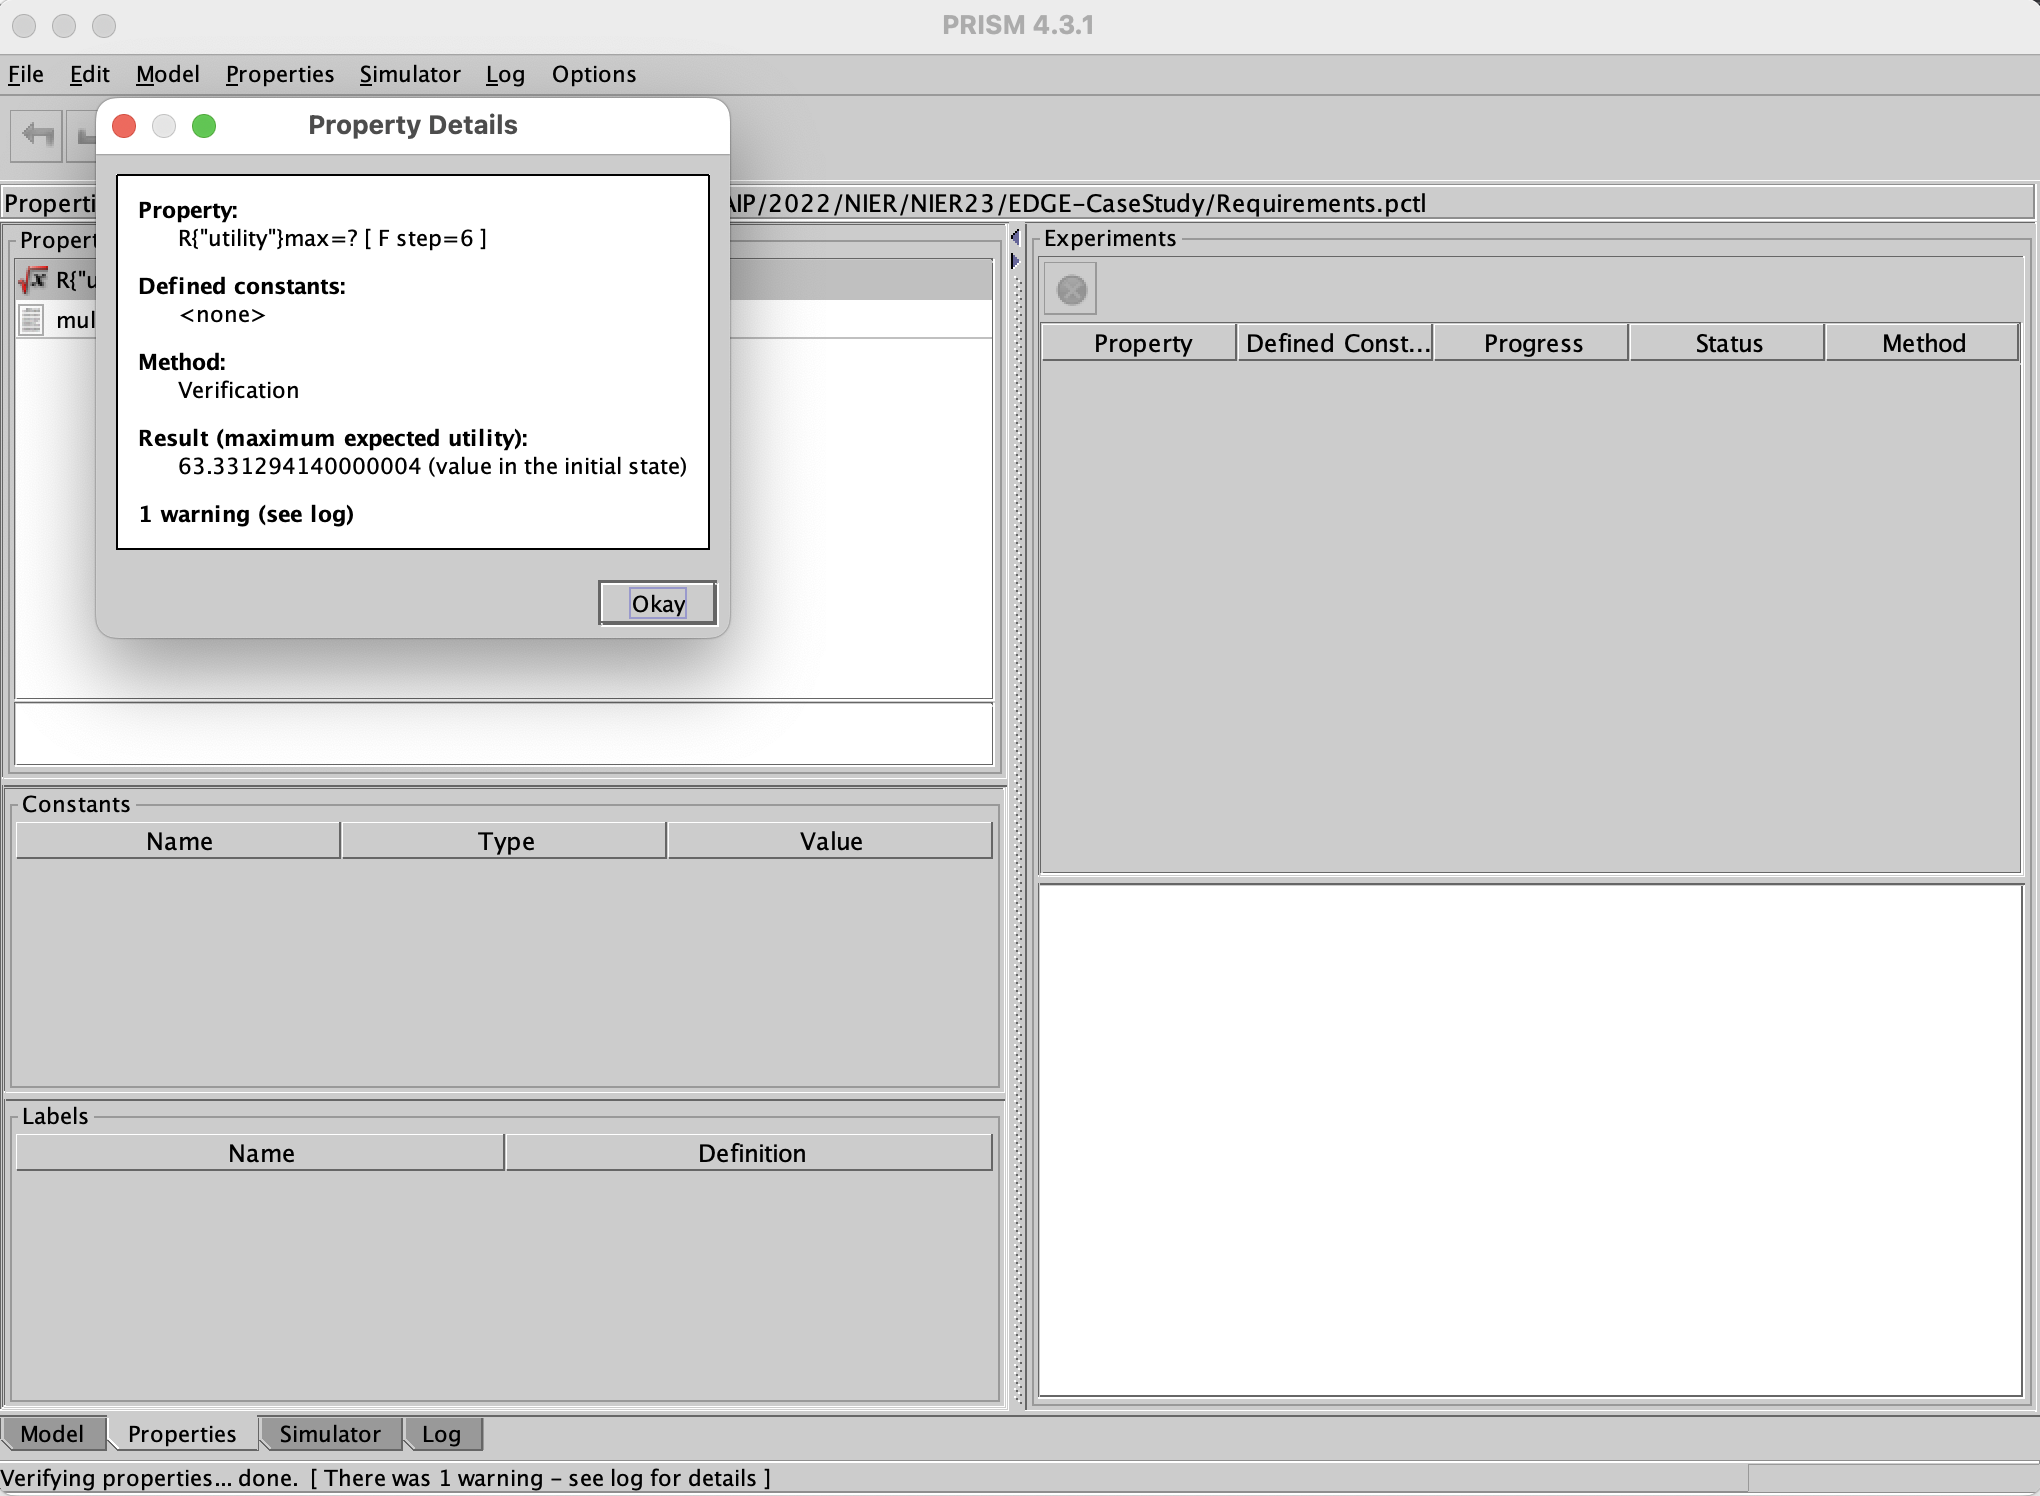 PRISM 4.3.1
File Edit Model Properties Simulator Log Options
Property Details
Property:
R{"utility"}max=? [ F step=6 ]
Defined constants:
<none>
Method:
Verification
Result (maximum expected utility):
63.331294140000004 (value in the initial state)
1 warning (see log)
Okay
Properti
AIP/2022/NIER/NIER23/EDGE-CaseStudy/Requirements.pctl
Propert
R{"u
mul
Experiments
Property Defined Const... Progress Status Method
Constants
Name Type Value
Labels
Name Definition
Model Properties Simulator Log
Verifying properties... done. [ There was 1 warning – see log for details ]